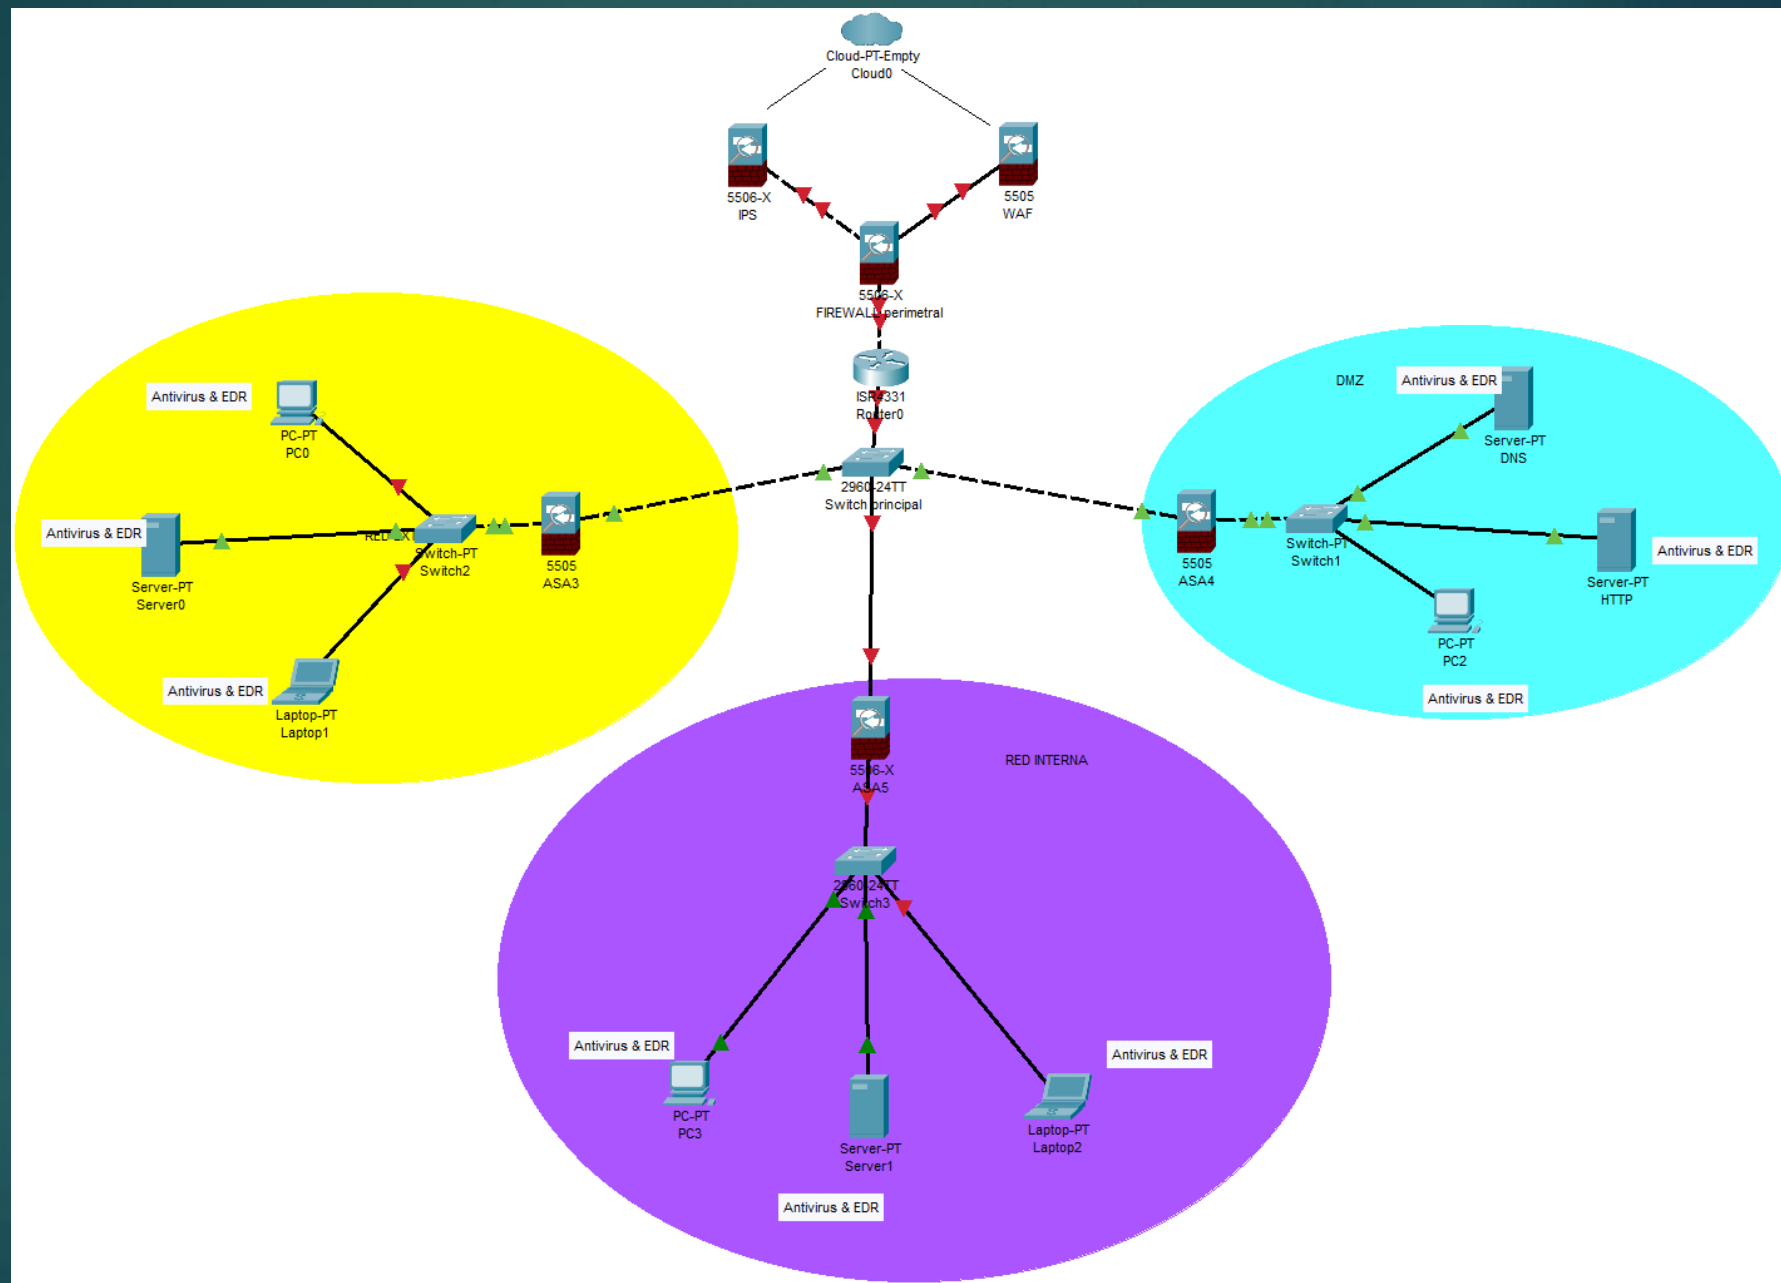 Cloud-PT-Empty
Cloud0
5506-X
IPS
5505
WAF
5506-X
FIREWALL perimetral
ISR4331
Router0
2960-24TT
Switch principal
Antivirus & EDR
PC-PT
PC0
Antivirus & EDR
Server-PT
Server0
RED EXT
Switch-PT
Switch2
5505
ASA3
Antivirus & EDR
Laptop-PT
Laptop1
DMZ
Antivirus & EDR
Server-PT
DNS
5505
ASA4
Switch-PT
Switch1
Antivirus & EDR
Server-PT
HTTP
PC-PT
PC2
Antivirus & EDR
5506-X
ASA5
RED INTERNA
2960-24TT
Switch3
Antivirus & EDR
PC-PT
PC3
Server-PT
Server1
Antivirus & EDR
Antivirus & EDR
Laptop-PT
Laptop2